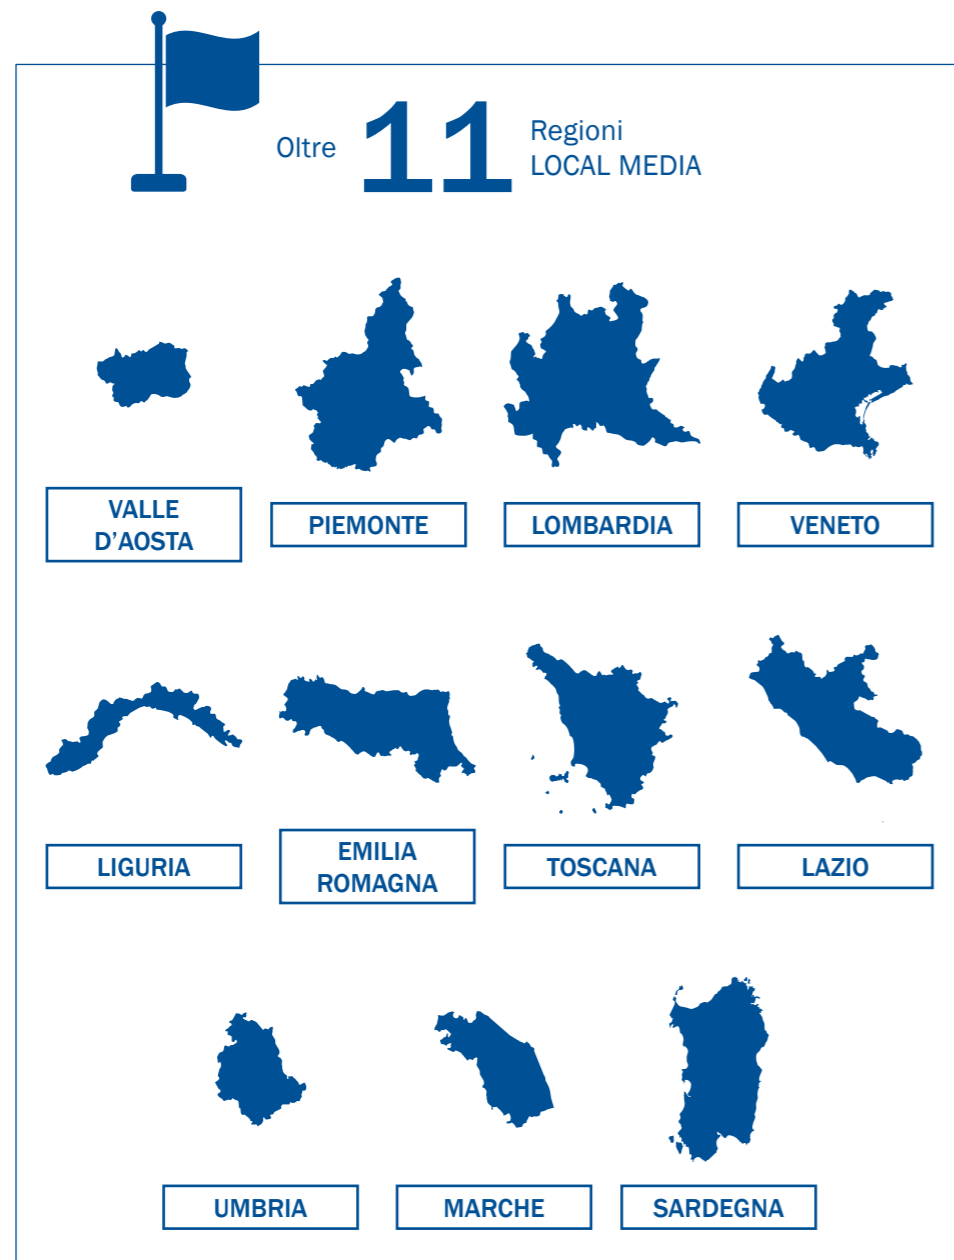 Oltre 11 Regioni
LOCAL MEDIA
VALLE
D’AOSTA
PIEMONTE
LOMBARDIA
VENETO
LIGURIA
EMILIA
ROMAGNA
TOSCANA
LAZIO
UMBRIA
MARCHE
SARDEGNA